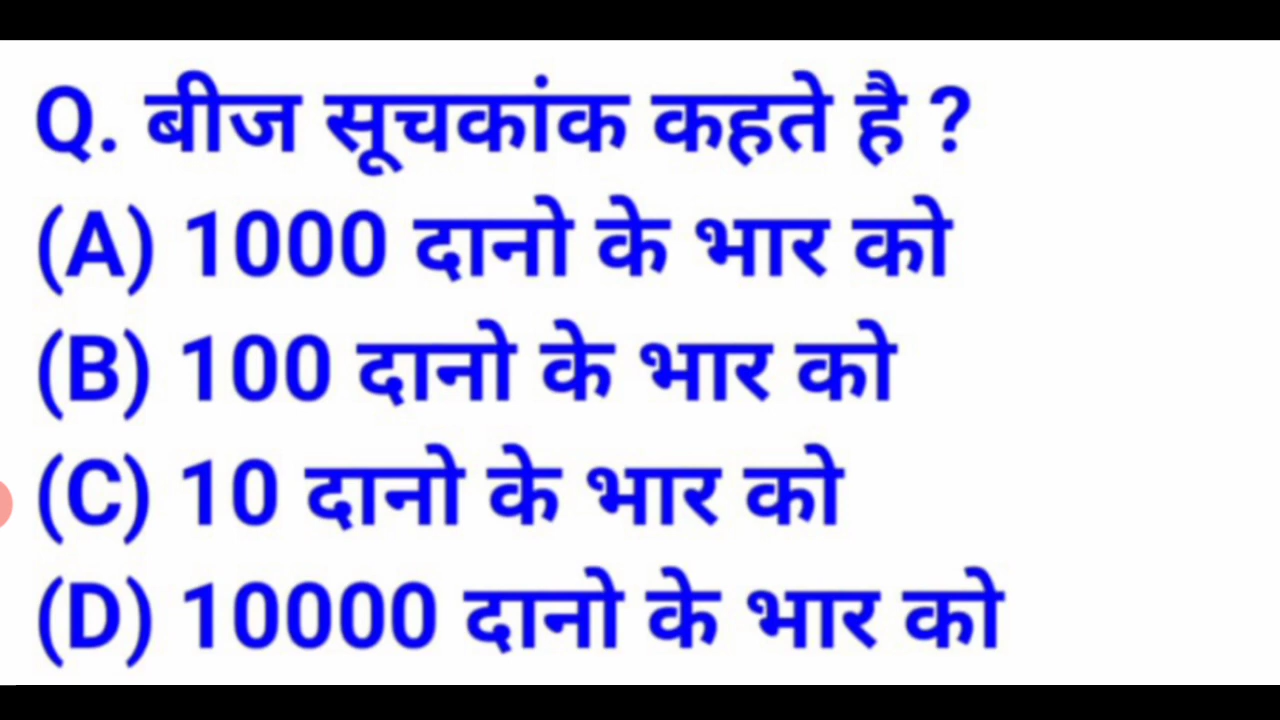 Q. बीज सूचकांक कहते है ?
(A) 1000 दानो के भार को
(B) 100 दानो के भार को
(C) 10 दानो के भार को
(D) 10000 दानो के भार को